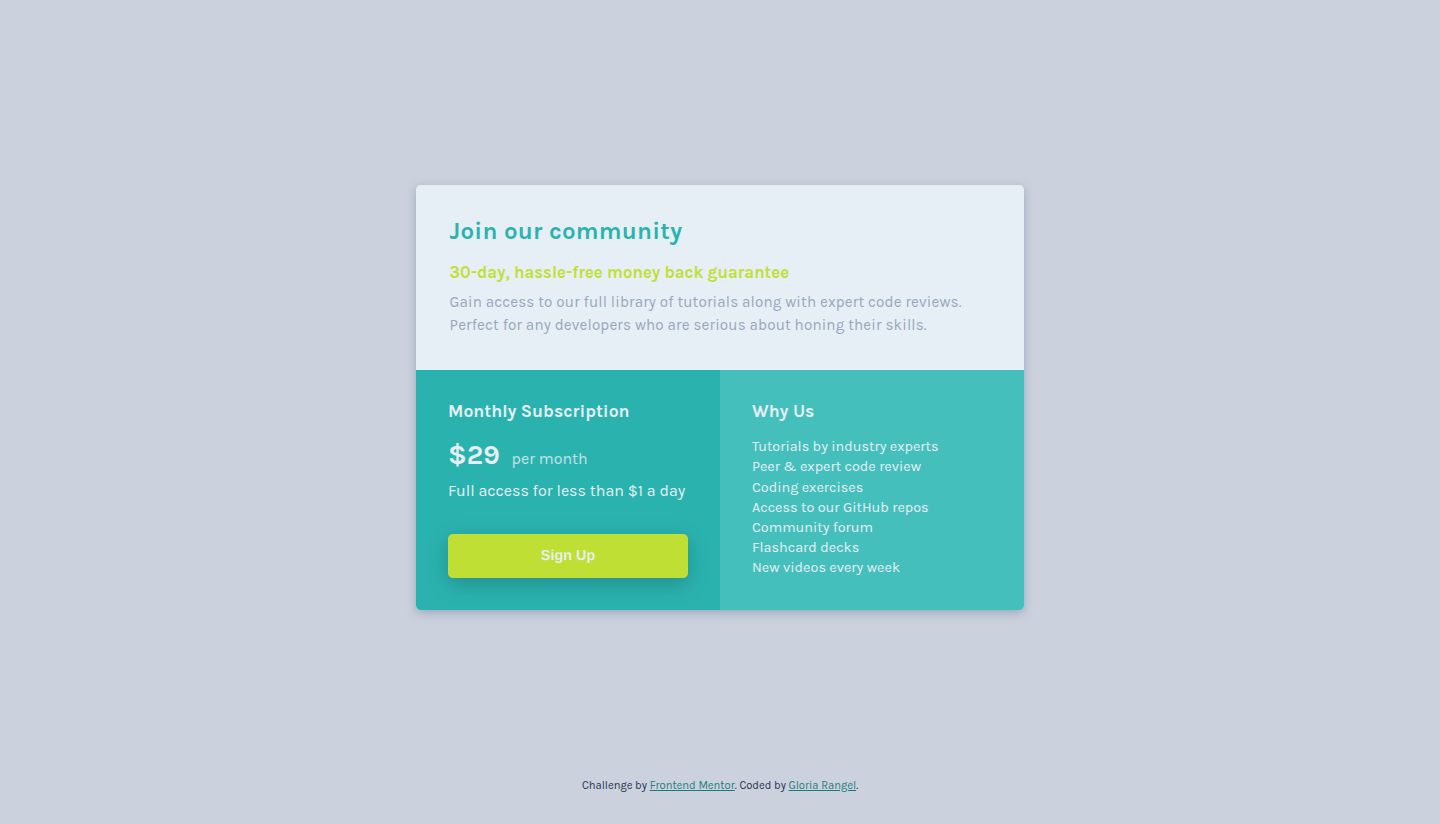 Join our community
30-day, hassle-free money back guarantee
Gain access to our full library of tutorials along with expert code reviews.
Perfect for any developers who are serious about honing their skills.
Monthly Subscription
$29 per month
Full access for less than $1 a day
Sign Up
Why Us
Tutorials by industry experts
Peer & expert code review
Coding exercises
Access to our GitHub repos
Community forum
Flashcard decks
New videos every week
Challenge by Frontend Mentor. Coded by Gloria Rangel.